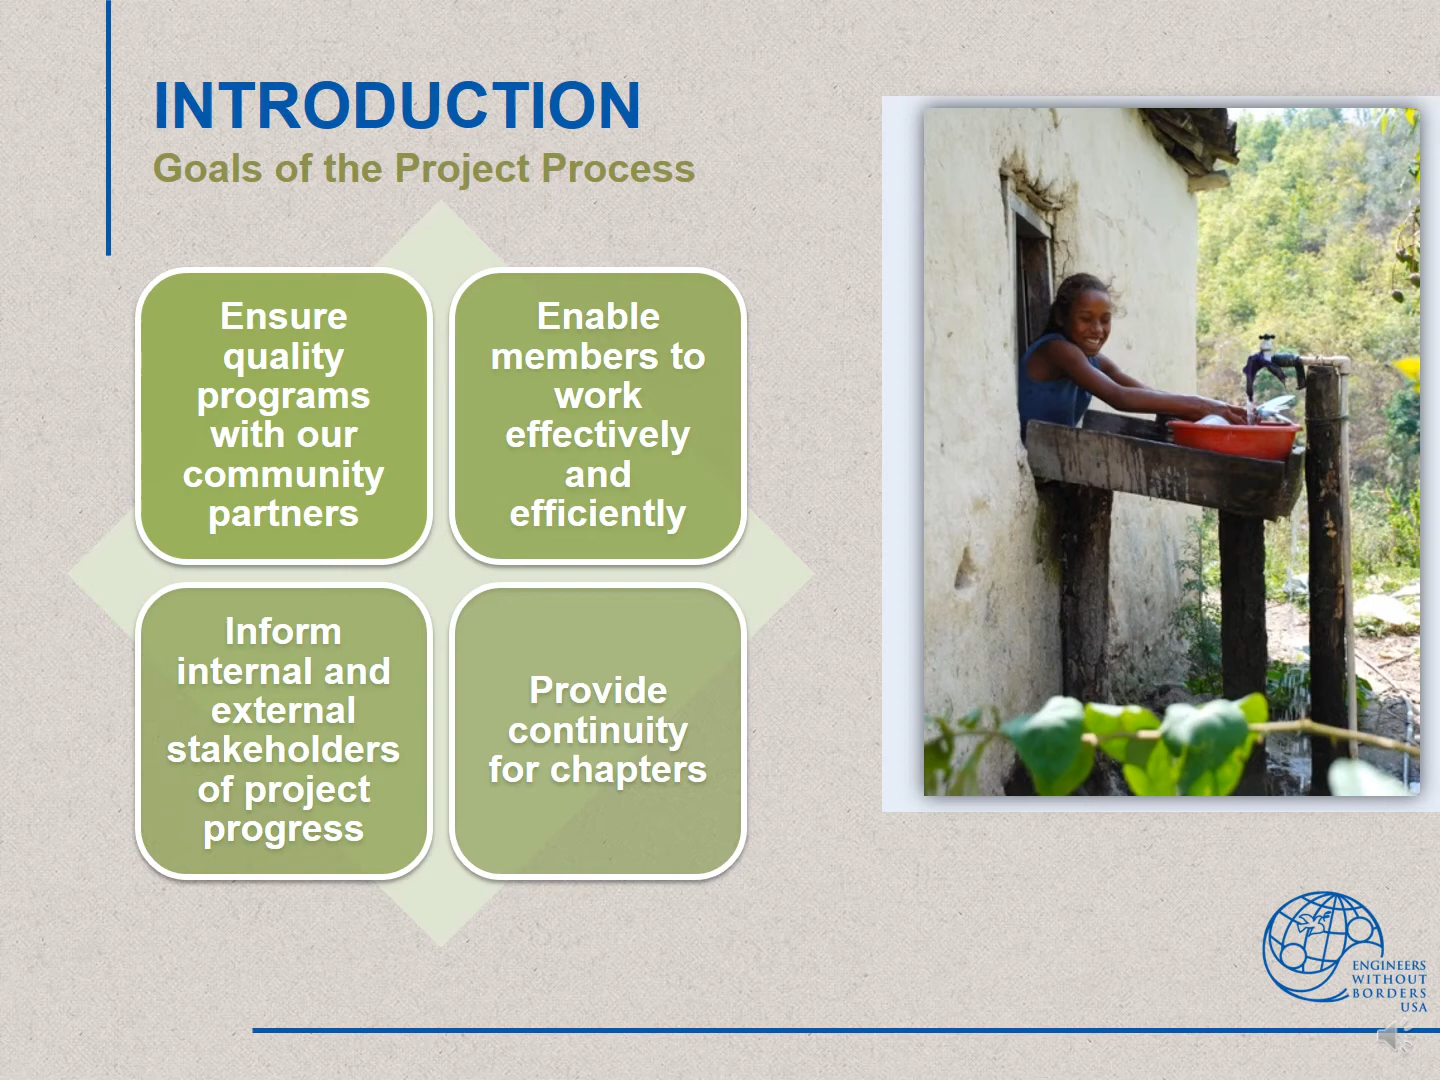 INTRODUCTION
Goals of the Project Process
Ensure
quality
programs
with our
community
partners
Enable
members to
work
effectively
and
efficiently
Inform
internal and
external
stakeholders
of project
progress
Provide
continuity
for chapters
ENGINEERS
WITHOUT
BORDERS
USA